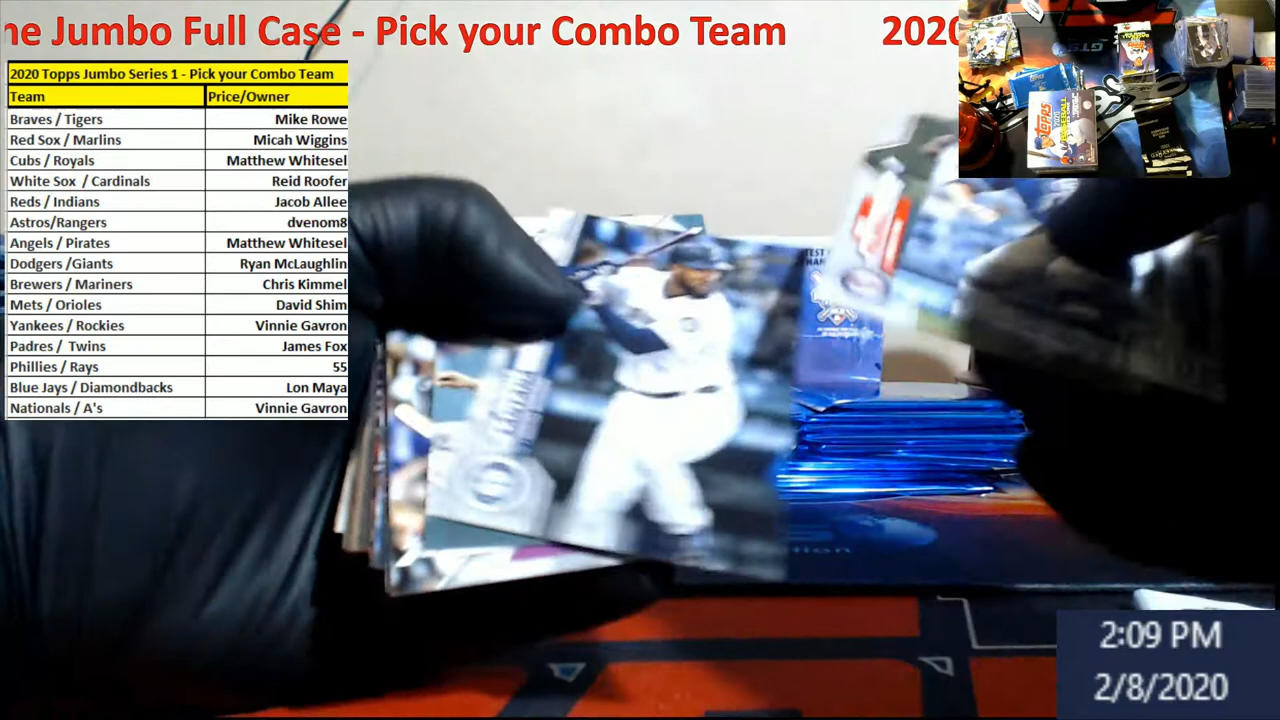 ne Jumbo Full Case - Pick your Combo Team 2020
2020 Topps Jumbo Series 1 - Pick your Combo Team
Team Price/Owner
Braves / Tigers Mike Rowe
Red Sox / Marlins Micah Wiggins
Cubs / Royals Matthew Whitesel
White Sox / Cardinals Reid Roofer
Reds / Indians Jacob Allee
Astros/Rangers dvenom8
Angels / Pirates Matthew Whitesel
Dodgers /Giants Ryan McLaughlin
Brewers / Mariners Chris Kimmel
Mets / Orioles David Shim
Yankees / Rockies Vinnie Gavron
Padres / Twins James Fox
Phillies / Rays 55
Blue Jays / Diamondbacks Lon Maya
Nationals / A's Vinnie Gavron
Topps
BASEBALL
2:09 PM
2/8/2020